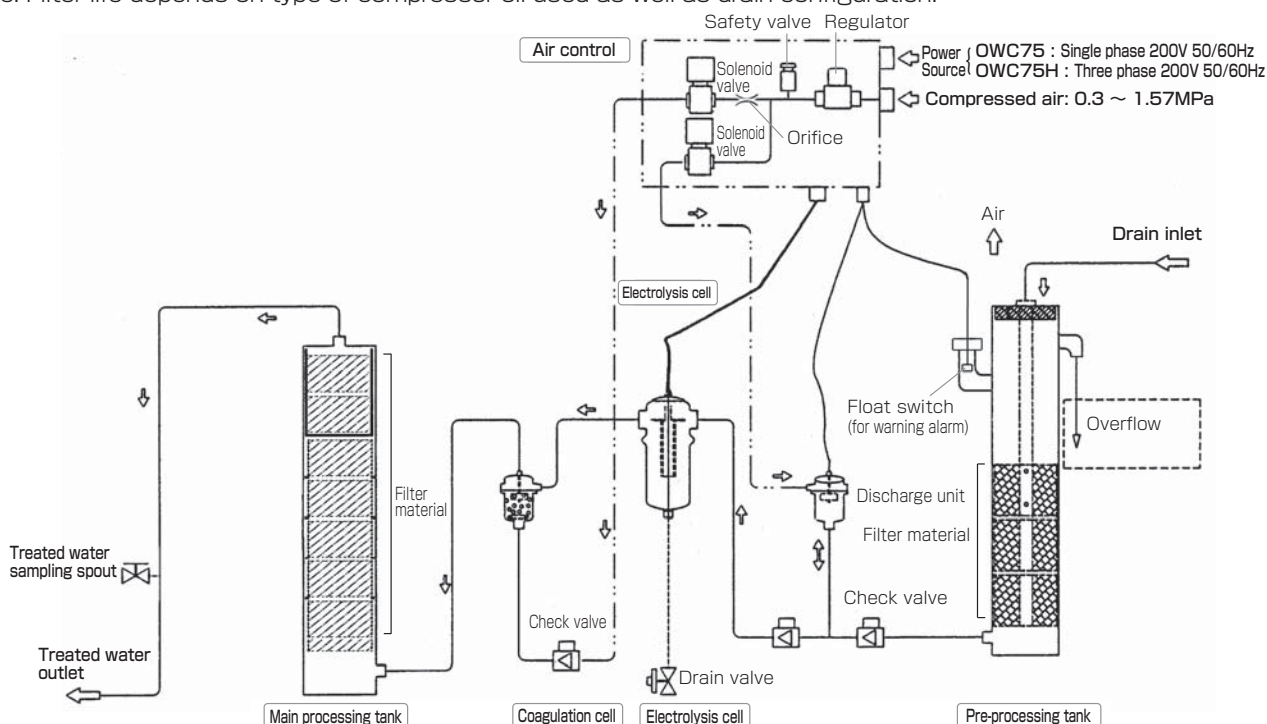 Safety valve Regulator
Air control
Power Source
OWC75 : Single phase 200V 50/60Hz
OWC75H : Three phase 200V 50/60Hz
Solenoid
valve
Compressed air: 0.3 ~ 1.57MPa
Orifice
Solenoid
valve
Air
Drain inlet
Electrolysis cell
Float switch
(for warning alarm)
Overflow
Filter
material
Discharge unit
Filter material
Treated water
sampling spout
Check valve
Check valve
Treated water
outlet
Drain valve
Main processing tank
Coagulation cell
Electrolysis cell
Pre-processing tank